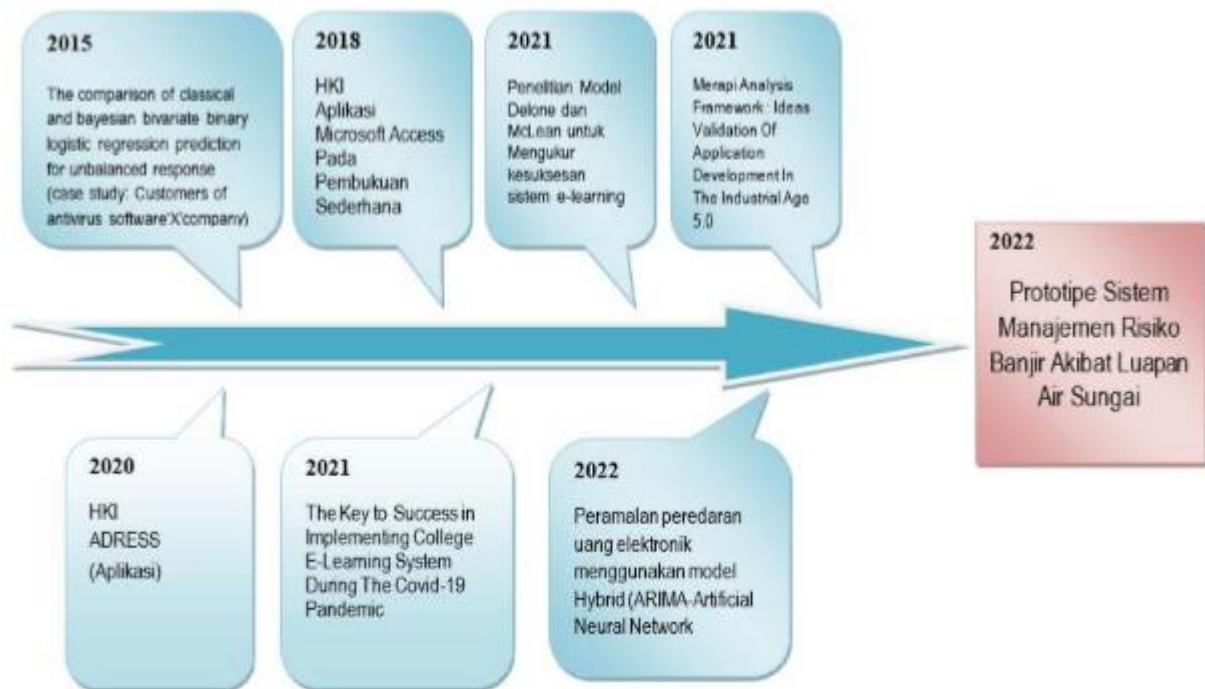 2015
The comparison of classical
and bayesian bivariate binary
logistic regression prediction
for unbalanced response
(case study: Customers of
antivirus software'X'company)
2018
HKI
Aplikasi
Microsoft Access
Pada
Pembukuan
Sederhana
2021
Penelitian Model
Delone dan
McLean untuk
Mengukur
kesuksesan
sistem e-learning
2021
Merapi Analysis
Framework : Ideas
Validation Of
Application
Development In
The Industrial Age
5.0
2022
Prototipe Sistem
Manajemen Risiko
Banjir Akibat Luapan
Air Sungai
2020
HKI
ADRESS
(Aplikasi)
2021
The Key to Success in
Implementing College
E-Learning System
During The Covid-19
Pandemic
2022
Peramalan peredaran
uang elektronik
menggunakan model
Hybrid (ARIMA-Artificial
Neural Network